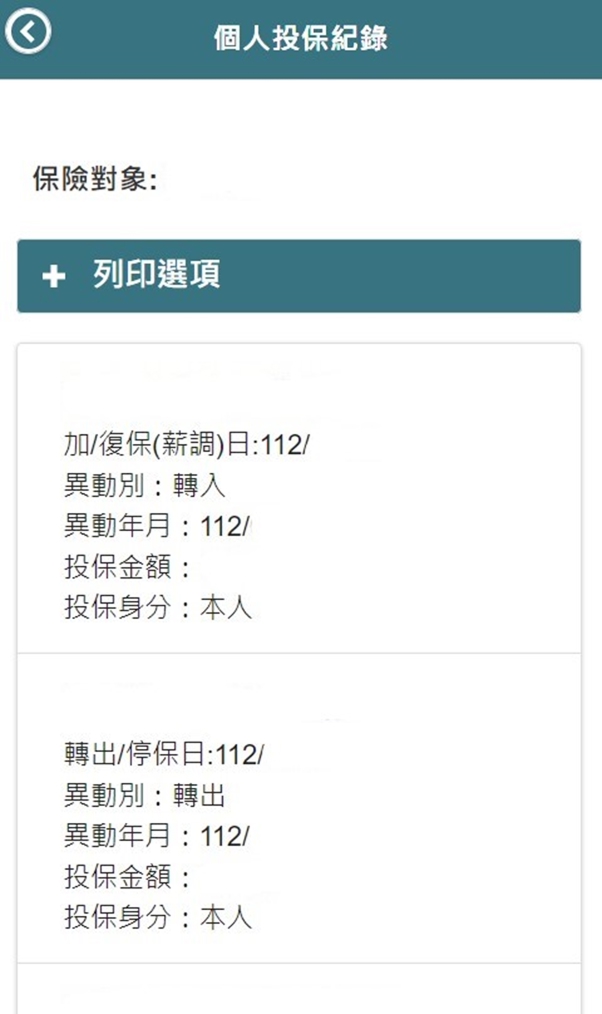 個人投保紀錄
保險對象:
列印選項
加/復保(薪調)日:112/
異動別：轉入
異動年月：112/
投保金額：
投保身分：本人
轉出/停保日:112/
異動別：轉出
異動年月：112/
投保金額：
投保身分：本人